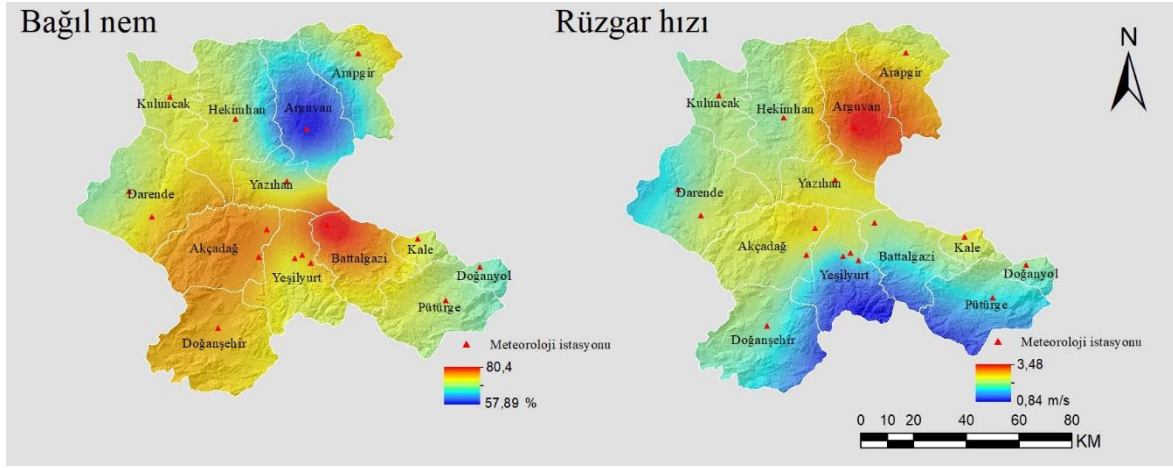 Bağıl nem
Arapgir
Kuluncak
Hekimhan
Arguvan
Yazıhan
Darende
Akçadağ
Battalgazi
Kale
Yeşilyurt
Doğanyol
Pütürge
Doğanşehir
Meteoroloji istasyonu
80,4
57,89 %
Rüzgar hızı
N
Arapgir
Kuluncak
Hekimhan
Arguvan
Yazıhan
Darende
Akçadağ
Battalgazi
Kale
Yeşilyurt
Doğanyol
Pütürge
Doğanşehir
Meteoroloji istasyonu
3,48
0,84 m/s
0 10 20 40 60 80
KM